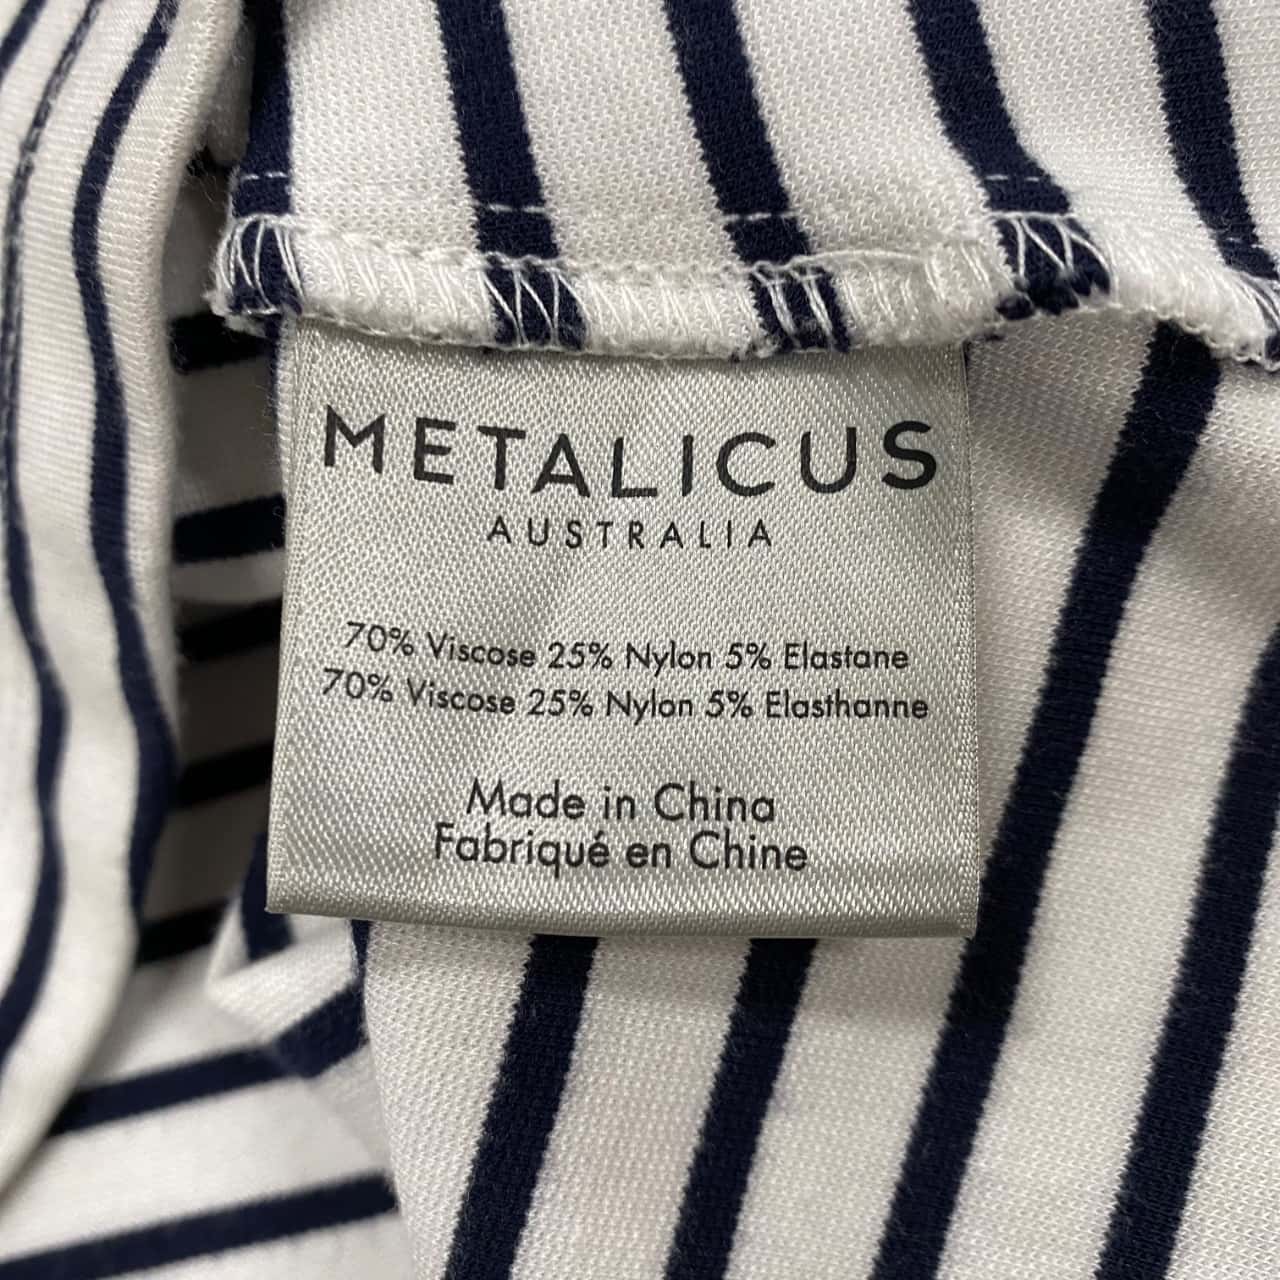 METALICUS
AUSTRALIA
70% Viscose 25% Nylon 5% Elastane
70% Viscose 25% Nylon 5% Elasthanne
Made in China
Fabriqué en Chine